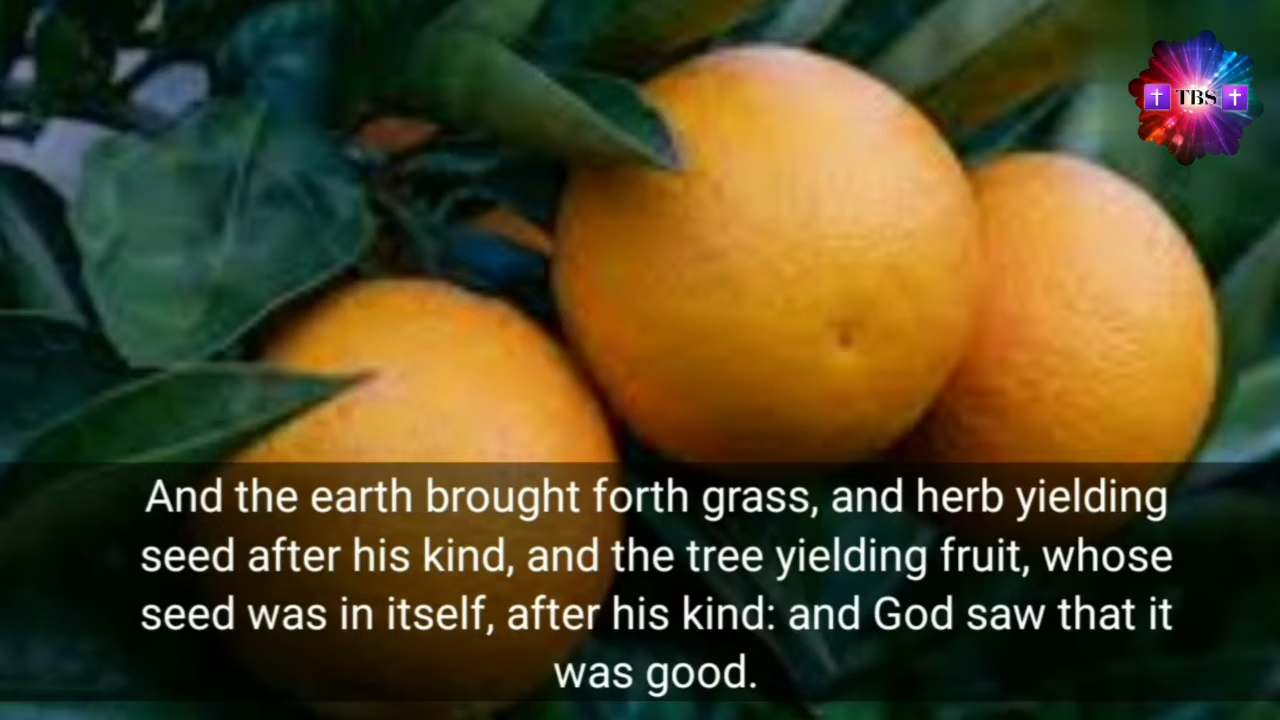 TBS
And the earth brought forth grass, and herb yielding
seed after his kind, and the tree yielding fruit, whose
seed was in itself, after his kind: and God saw that it
was good.